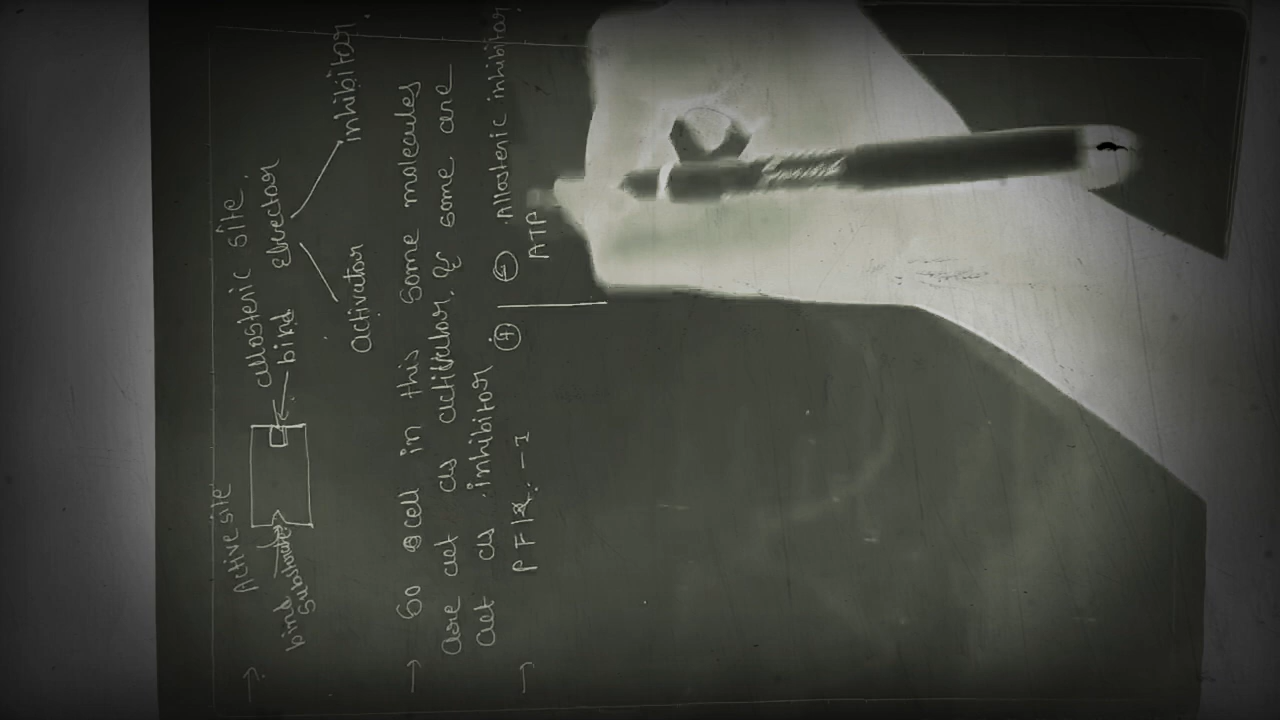 → Active site
allosteric site.
bind
substrate
bind effector
activator inhibitor.
→ So cell in this some molecules
are act as activator, & some are
act as inhibitor
→ PFK-I (+) | (-) Allosteric inhibitor.
ATP